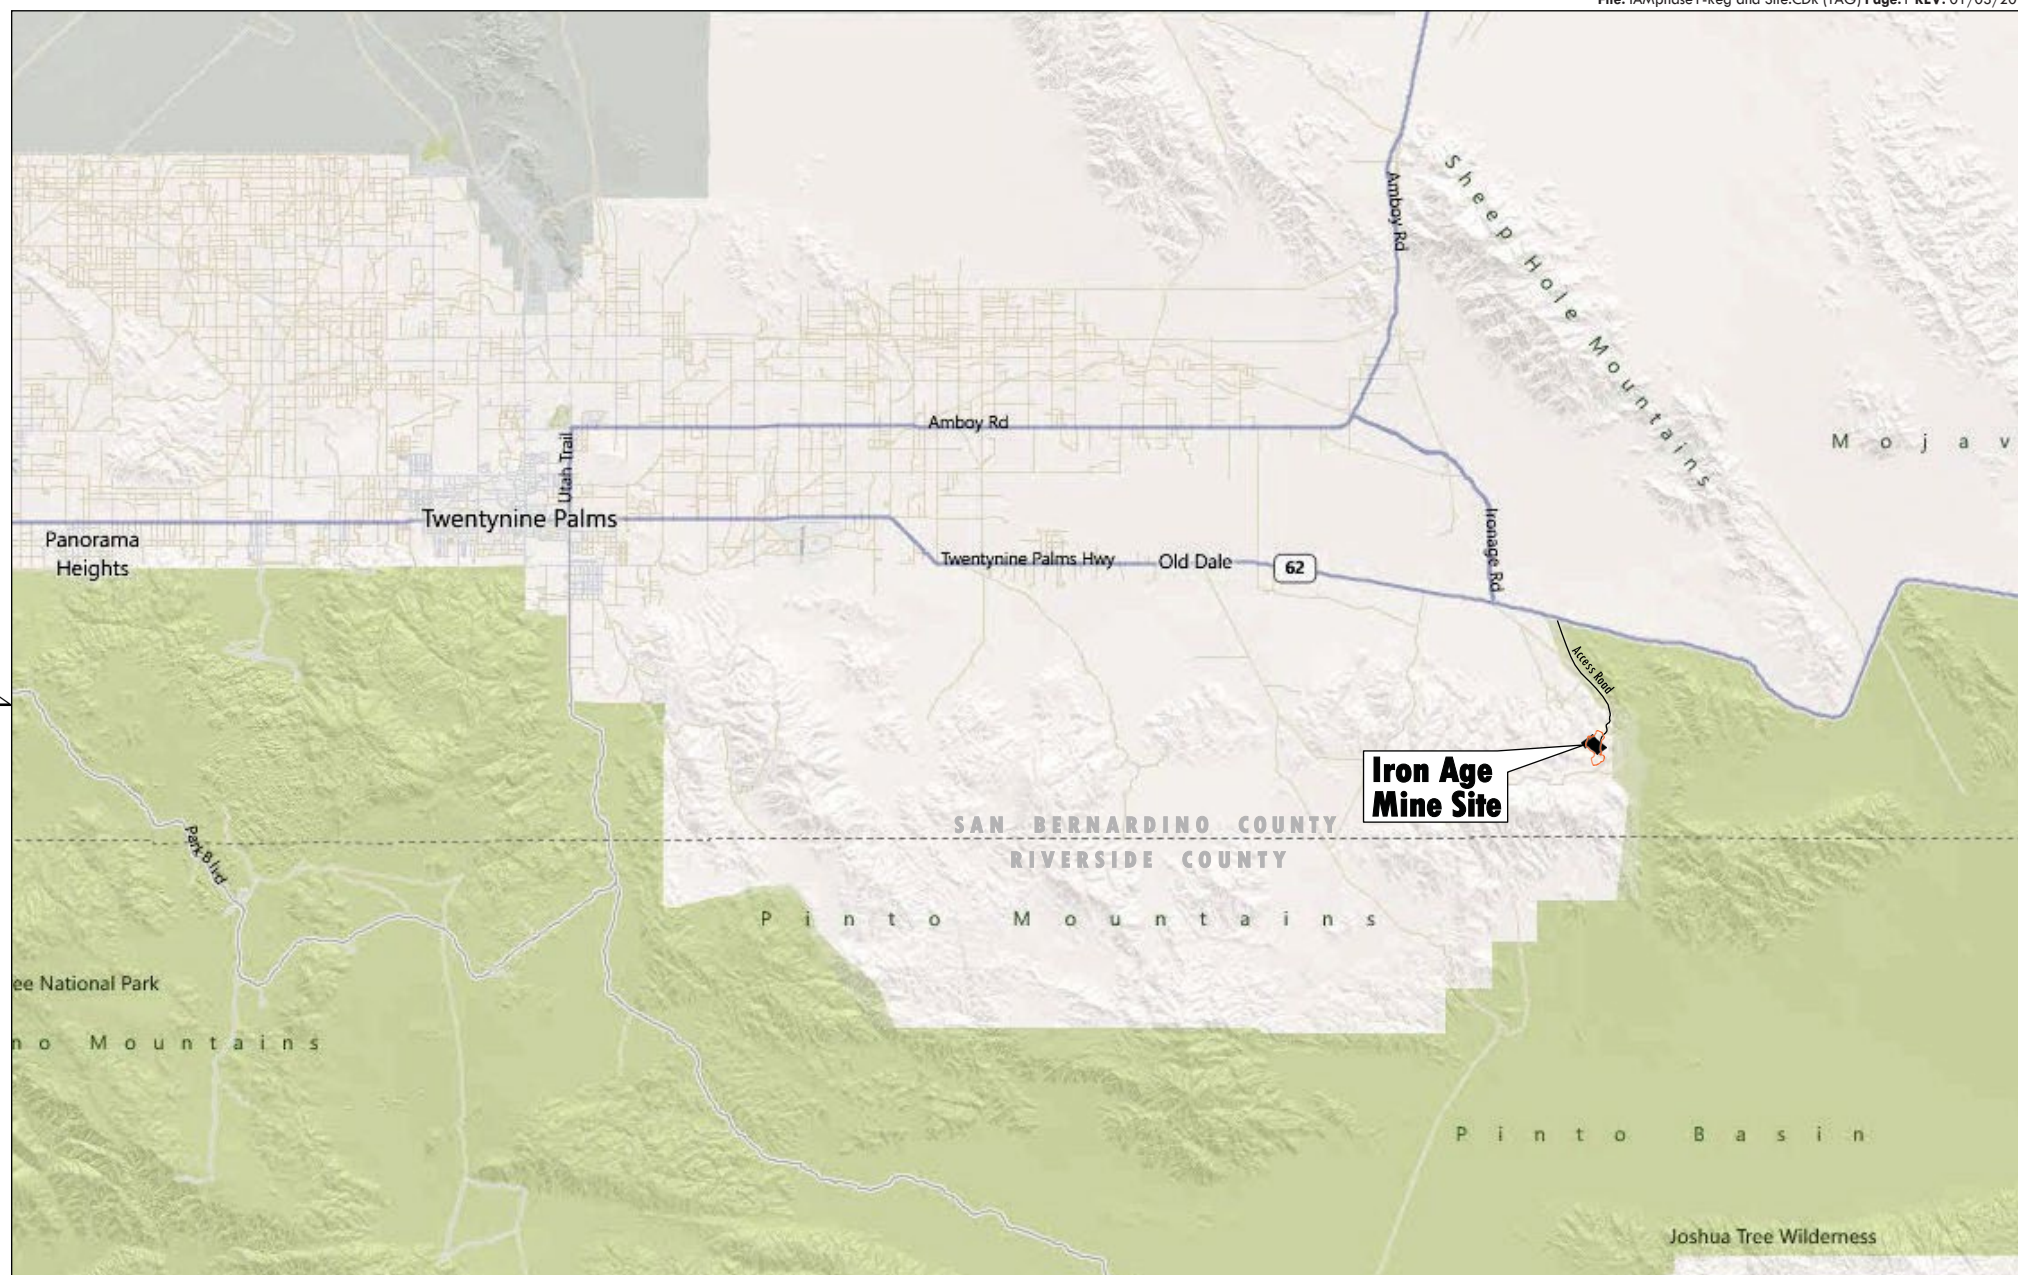 Amboy Rd
Sheep Hole Mountains
Amboy Rd
Mojav
Utah Trail
Twentynine Palms
Panorama
Heights
Twentynine Palms Hwy
Old Dale
62
Ironage Rd
Access Road
Iron Age
Mine Site
SAN BERNARDINO COUNTY
RIVERSIDE COUNTY
Park Blvd
Pinto Mountains
ee National Park
no Mountains
Pinto Basin
Joshua Tree Wilderness